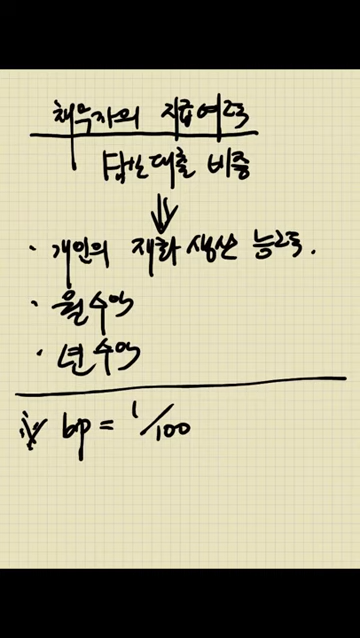 채무자의 지급여력
담보대출 비중
⇓
· 개인의 재화 생산 능력.
· 월수익
· 년수익
※ bp = 1/100